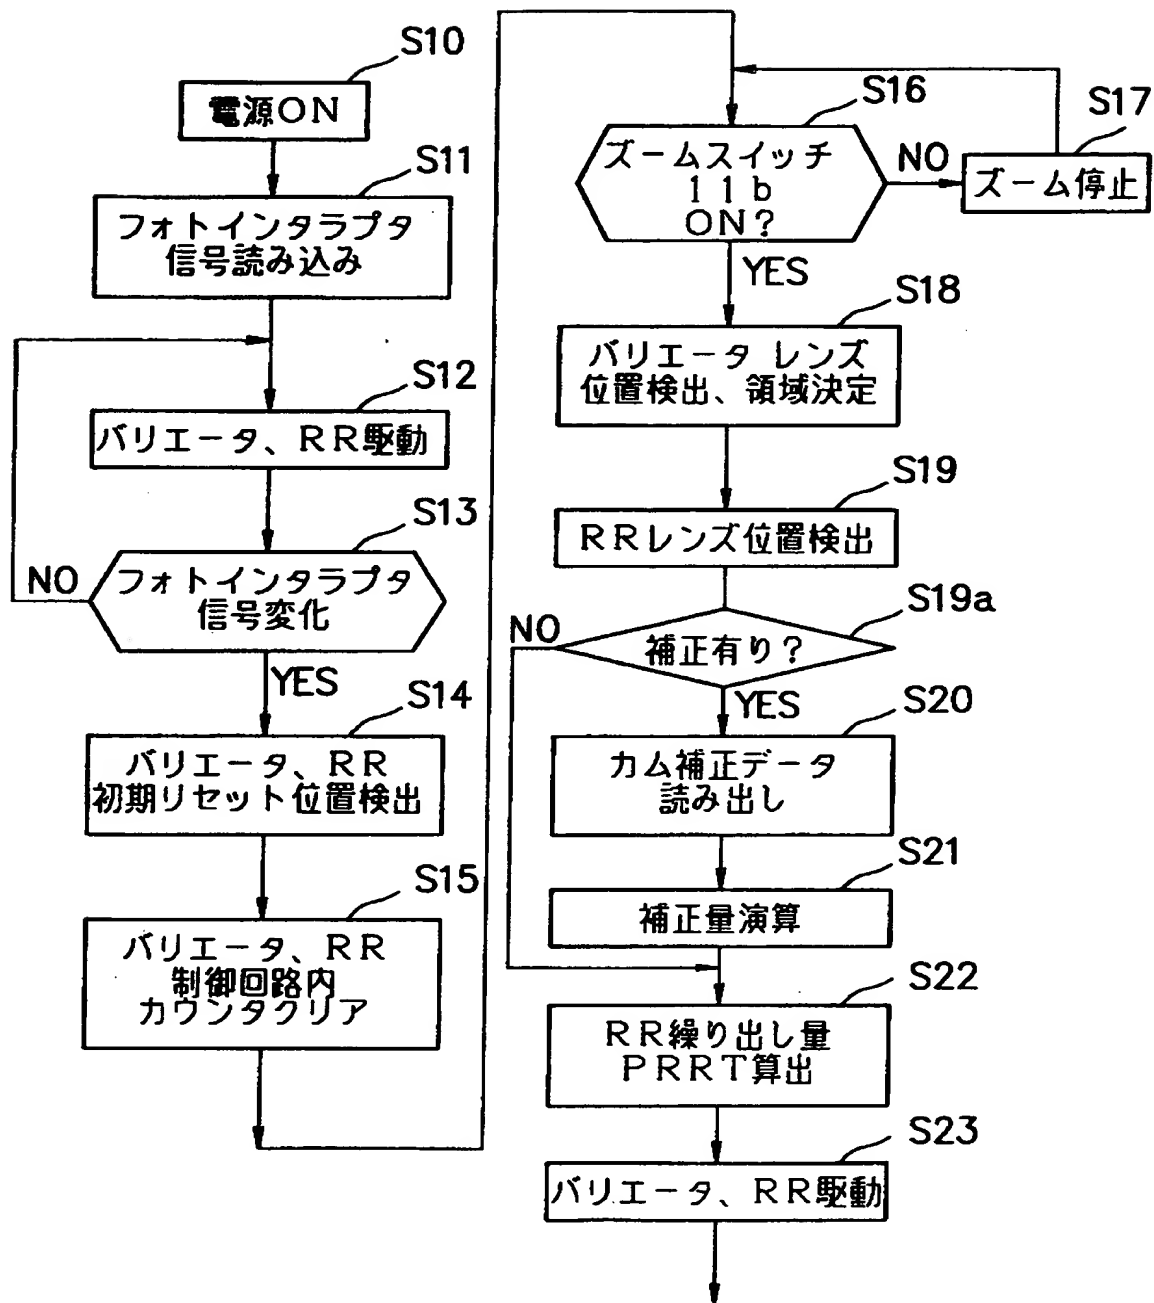 S10
電源ON
S11
フォトインタラプタ
信号読み込み
S12
バリエータ、RR駆動
S13
フォトインタラプタ
信号変化
NO
YES
S14
バリエータ、RR
初期リセット位置検出
S15
バリエータ、RR
制御回路内
カウンタクリア
S16
ズームスイッチ
11b
ON?
NO
S17
ズーム停止
YES
S18
バリエータ レンズ
位置検出、領域決定
S19
RRレンズ位置検出
S19a
補正有り?
NO
YES
S20
カム補正データ
読み出し
S21
補正量演算
S22
RR繰り出し量
PRRT算出
S23
バリエータ、RR駆動